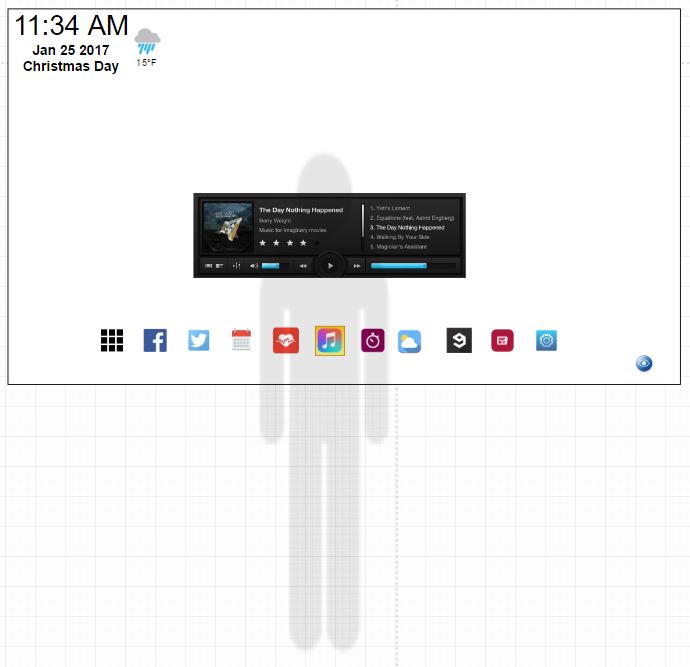 11:34 AM
Jan 25 2017
Christmas Day
15°F
The Day Nothing Happened
Berry Weight
Music for imaginary movies
1. Yeti's Lament
2. Equations (feat. Astrid Engberg)
3. The Day Nothing Happened
4. Walking By Your Side
5. Magician's Assistant